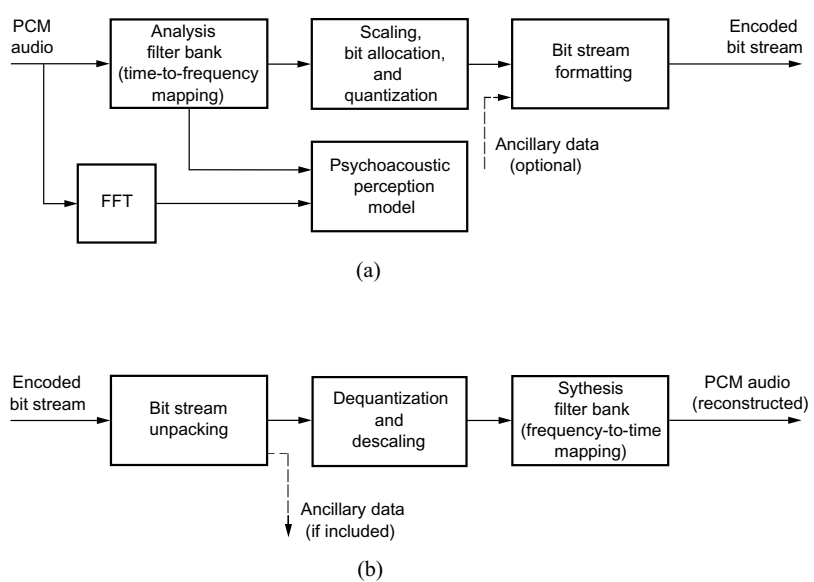 PCM
audio
Analysis
filter bank
(time-to-frequency
mapping)
Scaling,
bit allocation,
and
quantization
Bit stream
formatting
Encoded
bit stream
Ancillary data
(optional)
FFT
Psychoacoustic
perception
model
(a)
Encoded
bit stream
Bit stream
unpacking
Dequantization
and
descaling
Sythesis
filter bank
(frequency-to-time
mapping)
PCM audio
(reconstructed)
Ancillary data
(if included)
(b)